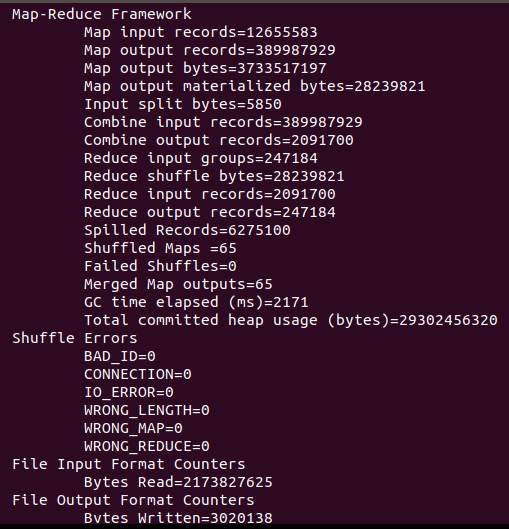 Map-Reduce Framework
Map input records=12655583
Map output records=389987929
Map output bytes=3733517197
Map output materialized bytes=28239821
Input split bytes=5850
Combine input records=389987929
Combine output records=2091700
Reduce input groups=247184
Reduce shuffle bytes=28239821
Reduce input records=2091700
Reduce output records=247184
Spilled Records=6275100
Shuffled Maps =65
Failed Shuffles=0
Merged Map outputs=65
GC time elapsed (ms)=2171
Total committed heap usage (bytes)=29302456320
Shuffle Errors
BAD_ID=0
CONNECTION=0
IO_ERROR=0
WRONG_LENGTH=0
WRONG_MAP=0
WRONG_REDUCE=0
File Input Format Counters
Bytes Read=2173827625
File Output Format Counters
Bytes Written=3020138